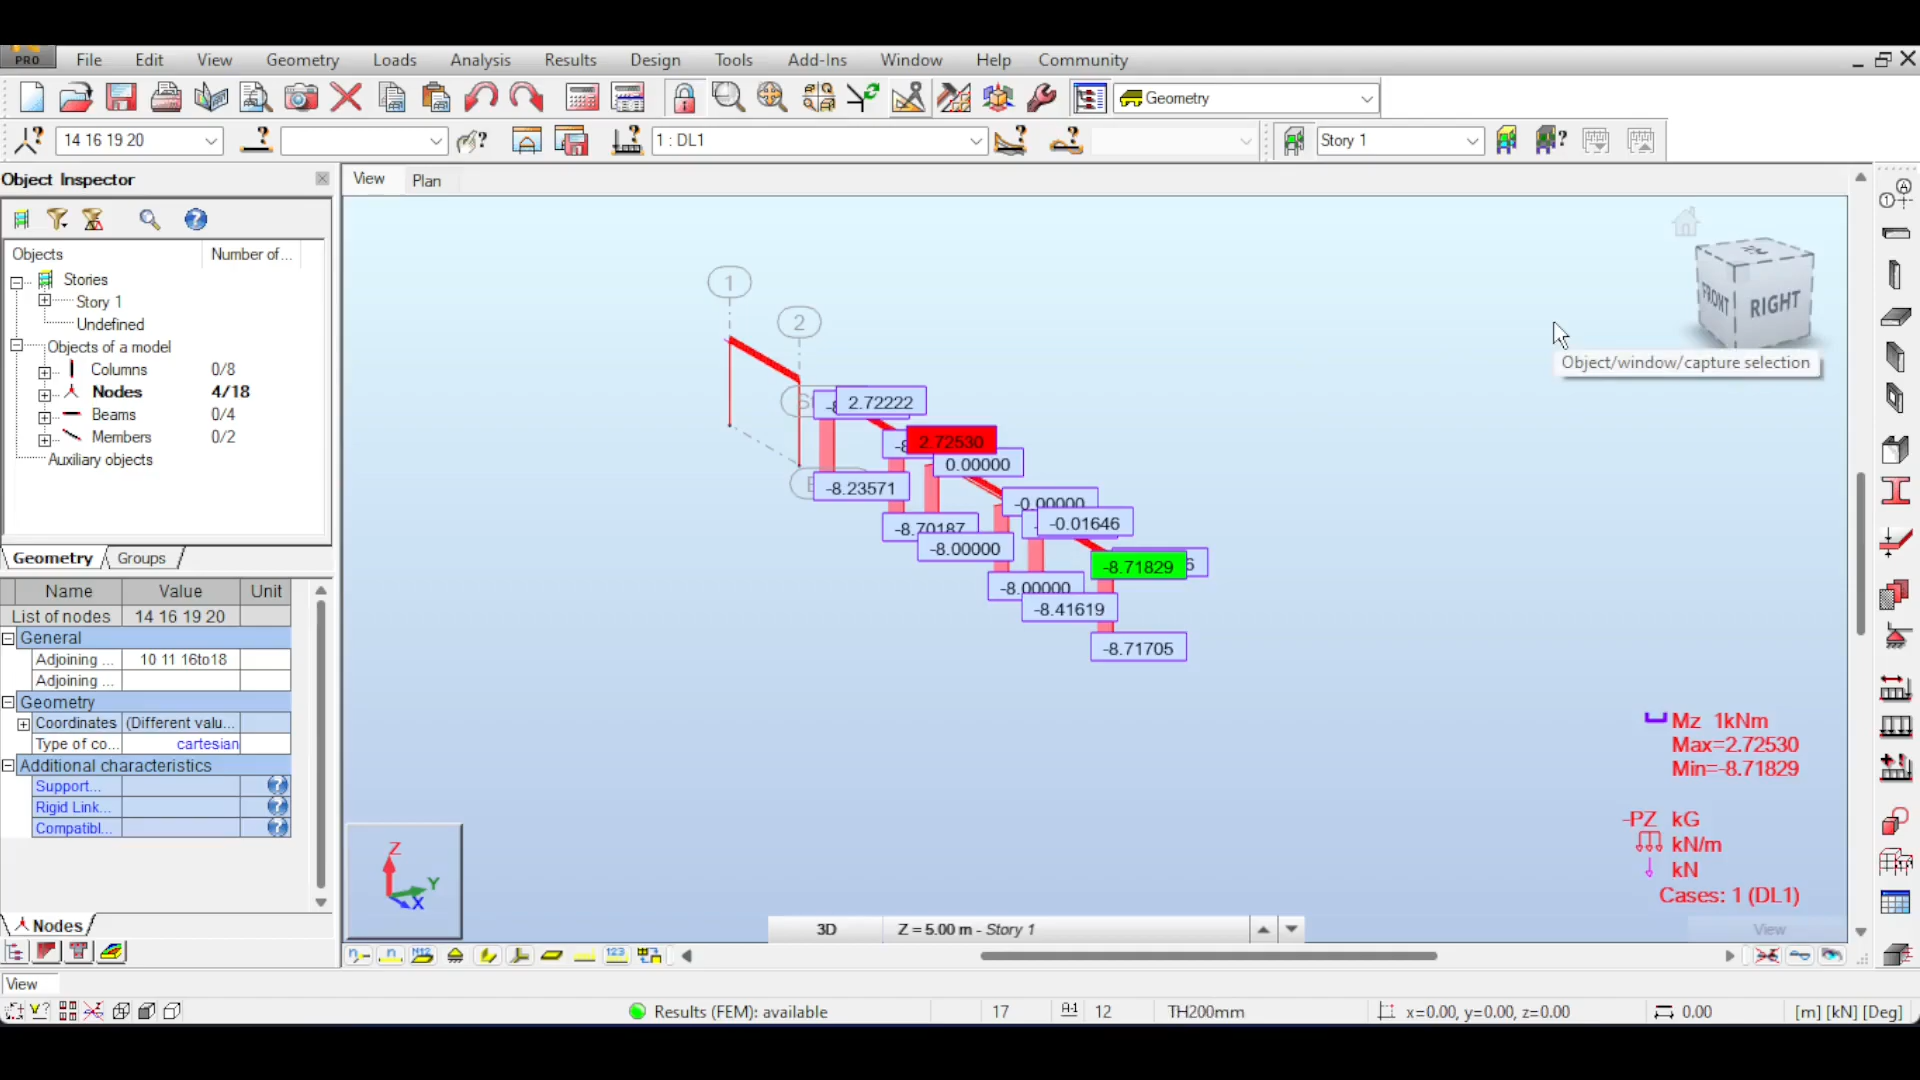 PRO File Edit View Geometry Loads Analysis Results Design Tools Add-Ins Window Help Community
Geometry
14 16 19 20
1 : DL1
Story 1
Object Inspector
View Plan
Objects Number of...
Stories
Story 1
Undefined
Objects of a model
Columns 0/8
Nodes 4/18
Beams 0/4
Members 0/2
Auxiliary objects
Geometry Groups
Name Value Unit
List of nodes 14 16 19 20
General
Adjoining ... 10 11 16to18
Adjoining ...
Geometry
Coordinates (Different valu...
Type of co... cartesian
Additional characteristics
Support...
Rigid Link...
Compatibl...
Nodes
1
2
2.72222
2.72530
0.00000
-8.23571
-0.00000
-0.01646
-8.70187
-8.00000
-8.71829
-8.00000
-8.41619
-8.71705
FRONT RIGHT
Object/window/capture selection
Mz 1kNm
Max=2.72530
Min=-8.71829
-PZ kG
kN/m
kN
Cases: 1 (DL1)
Z
Y
X
3D Z = 5.00 m - Story 1
View
View
Results (FEM): available 17 12 TH200mm x=0.00, y=0.00, z=0.00 0.00 [m] [kN] [Deg]